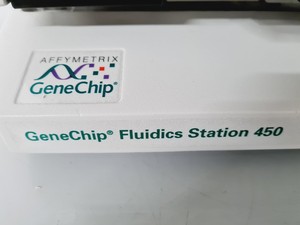 AFFYMETRIX
GeneChip®
GeneChip® Fluidics Station 450